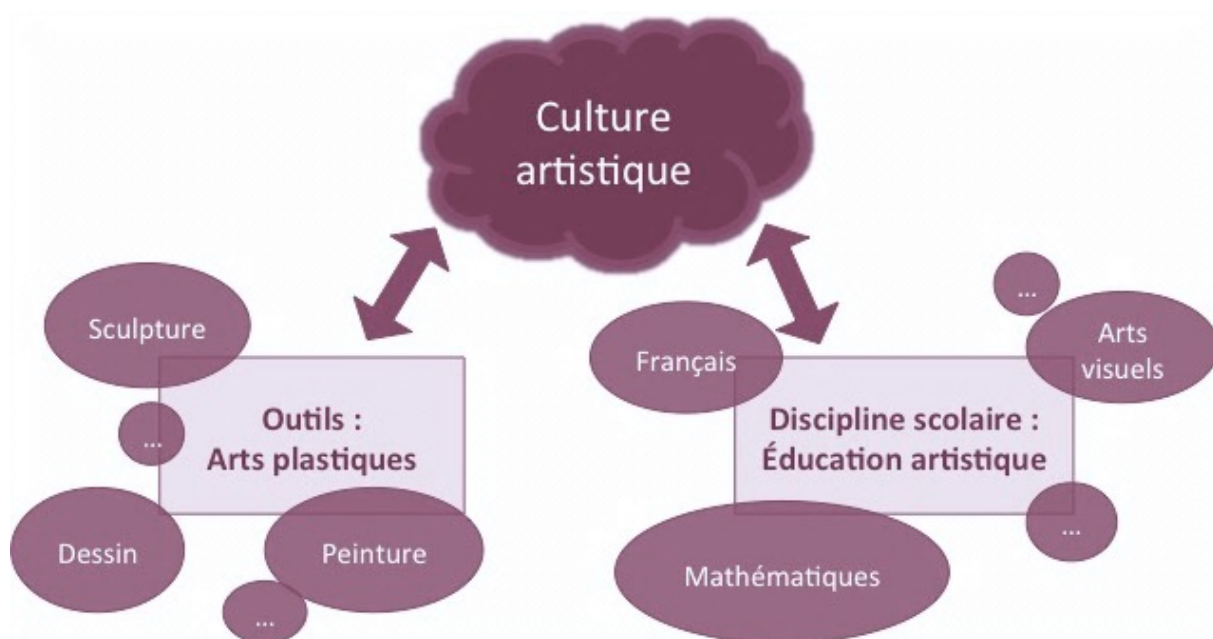 Culture
artistique
Sculpture
...
Outils :
Arts plastiques
Dessin
Peinture
...
Français
...
Arts
visuels
Discipline scolaire :
Éducation artistique
...
Mathématiques